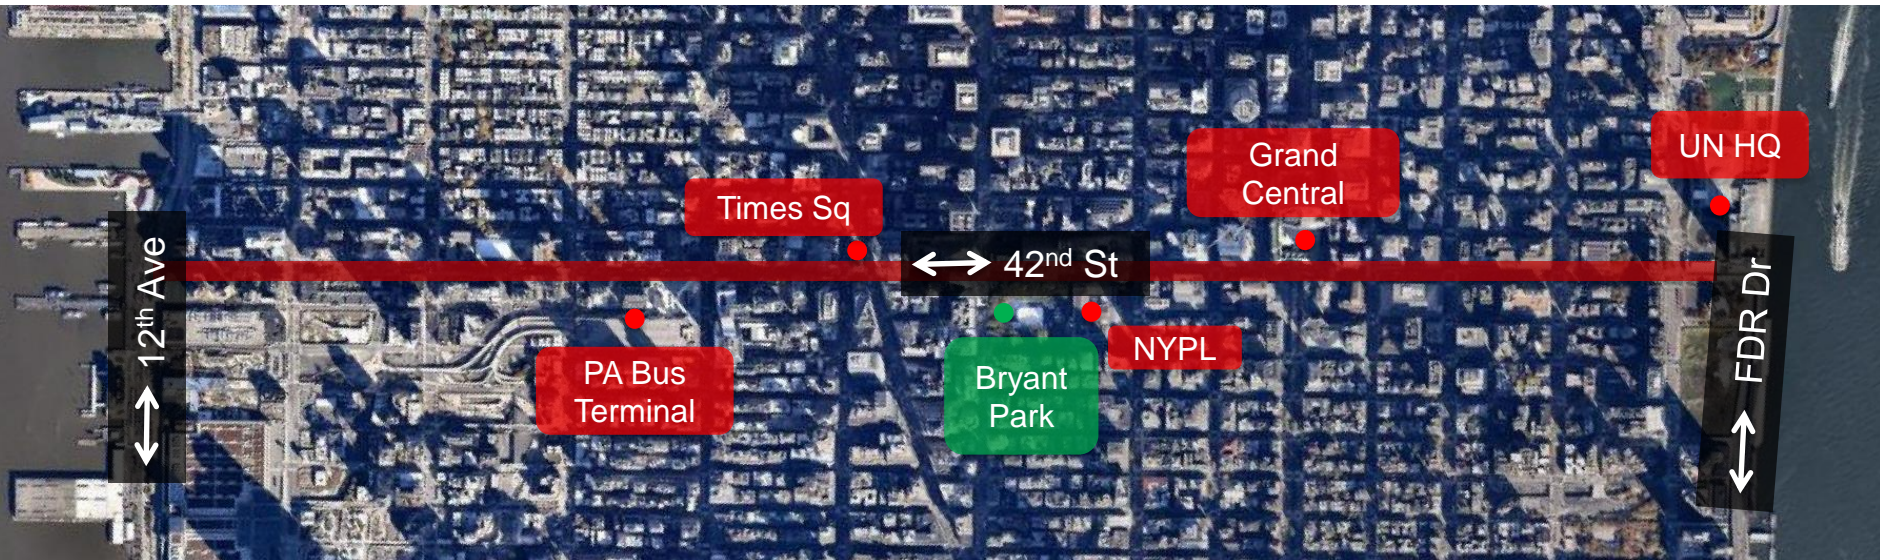 UN HQ
Grand
Central
Times Sq
12th Ave
42nd St
FDR Dr
NYPL
PA Bus
Terminal
Bryant
Park